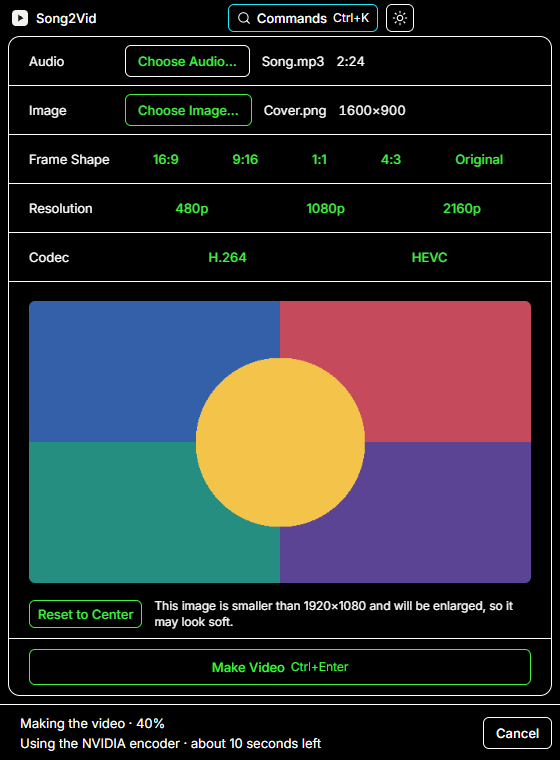 Song2Vid Commands Ctrl+K
Audio Choose Audio... Song.mp3 2:24
Image Choose Image... Cover.png 1600×900
Frame Shape 16:9 9:16 1:1 4:3 Original
Resolution 480p 1080p 2160p
Codec H.264 HEVC
Reset to Center
This image is smaller than 1920×1080 and will be enlarged, so it
may look soft.
Make Video Ctrl+Enter
Making the video · 40%
Using the NVIDIA encoder · about 10 seconds left
Cancel